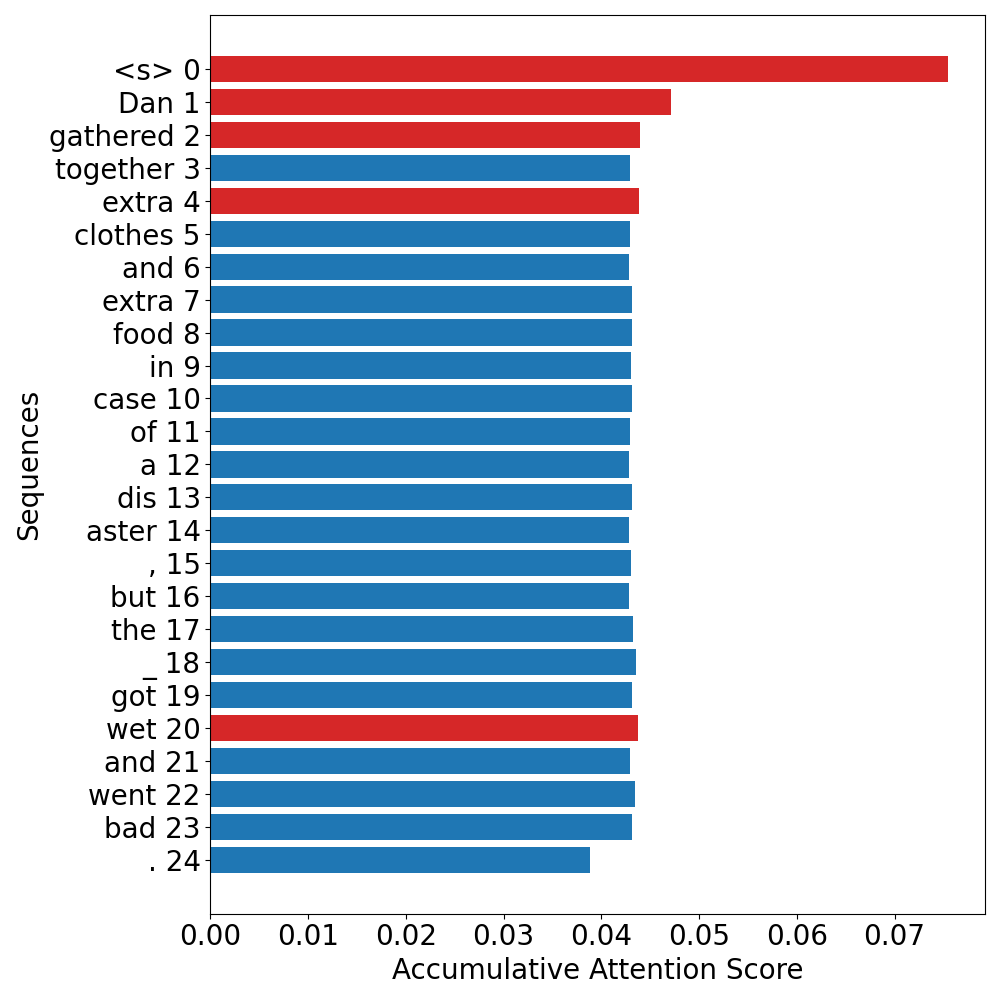 <s> 0
Dan 1
gathered 2
together 3
extra 4
clothes 5
and 6
extra 7
food 8
in 9
case 10
of 11
a 12
dis 13
aster 14
, 15
but 16
the 17
_ 18
got 19
wet 20
and 21
went 22
bad 23
. 24
Sequences
0.00 0.01 0.02 0.03 0.04 0.05 0.06 0.07
Accumulative Attention Score